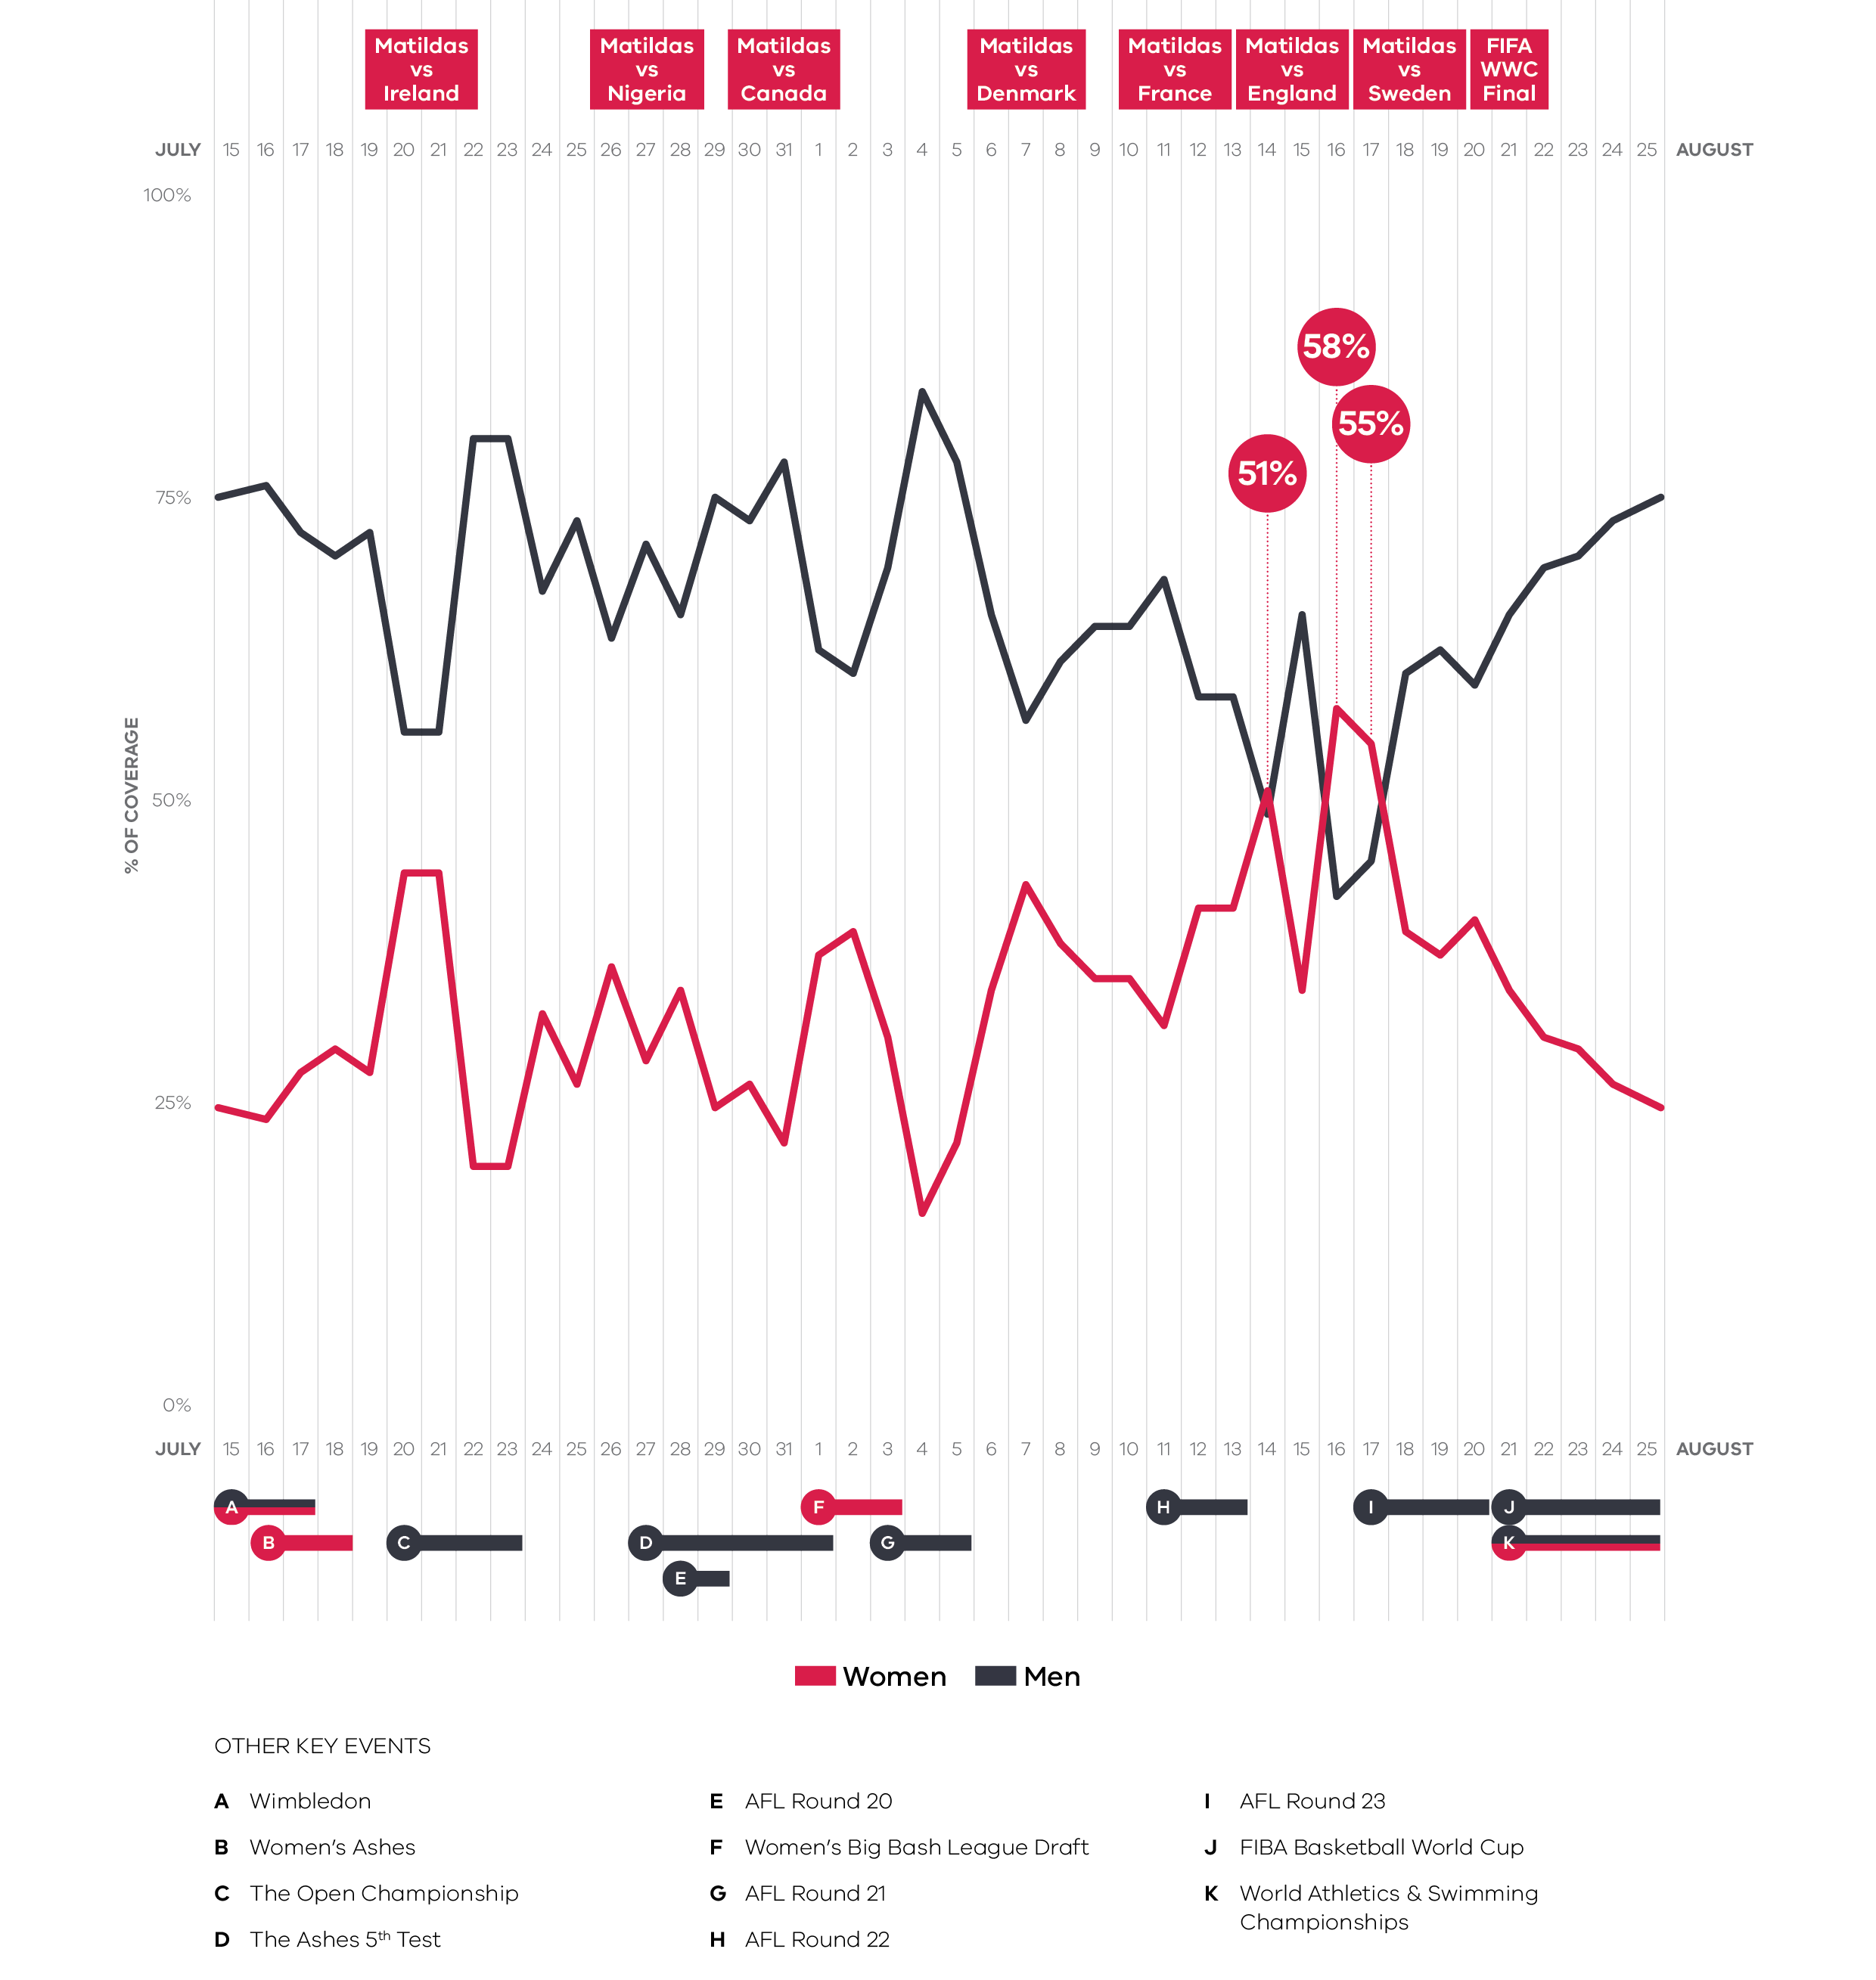 Matildas
vs
Ireland
Matildas
vs
Nigeria
Matildas
vs
Canada
Matildas
vs
Denmark
Matildas
vs
France
Matildas
vs
England
Matildas
vs
Sweden
FIFA
WWC
Final
JULY 15 16 17 18 19 20 21 22 23 24 25 26 27 28 29 30 31 1 2 3 4 5 6 7 8 9 10 11 12 13 14 15 16 17 18 19 20 21 22 23 24 25 AUGUST
100%
58%
55%
51%
75%
% OF COVERAGE
50%
25%
0%
JULY 15 16 17 18 19 20 21 22 23 24 25 26 27 28 29 30 31 1 2 3 4 5 6 7 8 9 10 11 12 13 14 15 16 17 18 19 20 21 22 23 24 25 AUGUST
A F H I J
B C D G K
E
Women Men
OTHER KEY EVENTS
A Wimbledon
B Women's Ashes
C The Open Championship
D The Ashes 5th Test
E AFL Round 20
F Women's Big Bash League Draft
G AFL Round 21
H AFL Round 22
I AFL Round 23
J FIBA Basketball World Cup
K World Athletics & Swimming
Championships